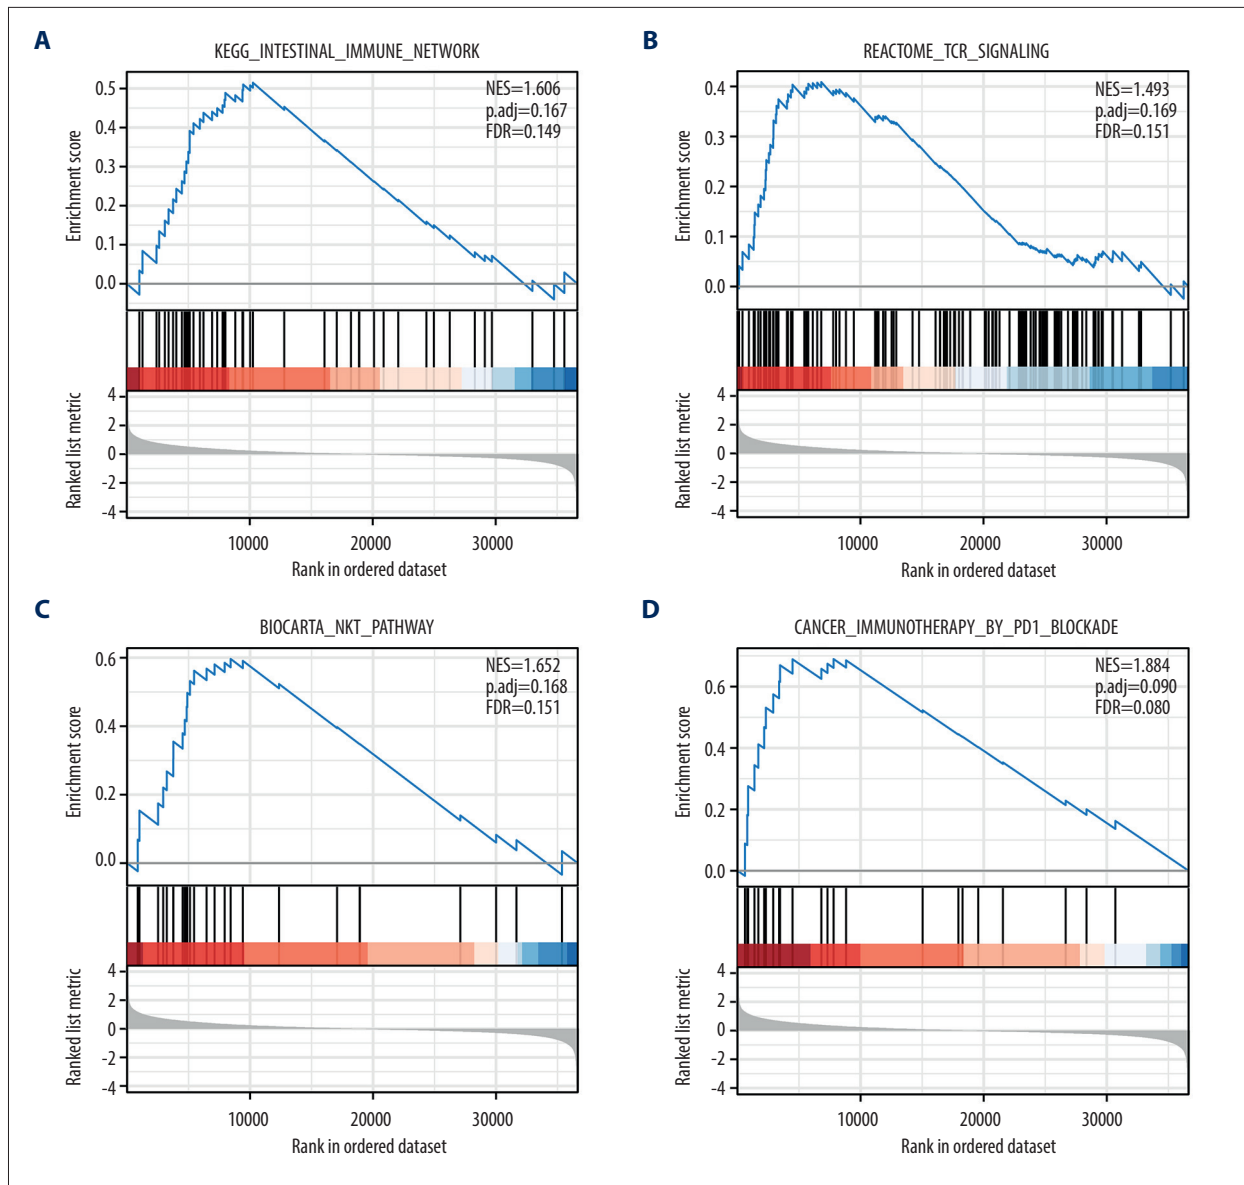 A
KEGG_INTESTINAL_IMMUNE_NETWORK
NES=1.606
p.adj=0.167
FDR=0.149
Enrichment score
0.5
0.4
0.3
0.2
0.1
0.0
Ranked list metric
4
2
0
-2
-4
10000 20000 30000
Rank in ordered dataset
B
REACTOME_TCR_SIGNALING
NES=1.493
p.adj=0.169
FDR=0.151
Enrichment score
0.4
0.3
0.2
0.1
0.0
Ranked list metric
4
2
0
-2
-4
10000 20000 30000
Rank in ordered dataset
C
BIOCARTA_NKT_PATHWAY
NES=1.652
p.adj=0.168
FDR=0.151
Enrichment score
0.6
0.4
0.2
0.0
Ranked list metric
4
2
0
-2
-4
10000 20000 30000
Rank in ordered dataset
D
CANCER_IMMUNOTHERAPY_BY_PD1_BLOCKADE
NES=1.884
p.adj=0.090
FDR=0.080
Enrichment score
0.6
0.4
0.2
0.0
Ranked list metric
4
2
0
-2
-4
10000 20000 30000
Rank in ordered dataset